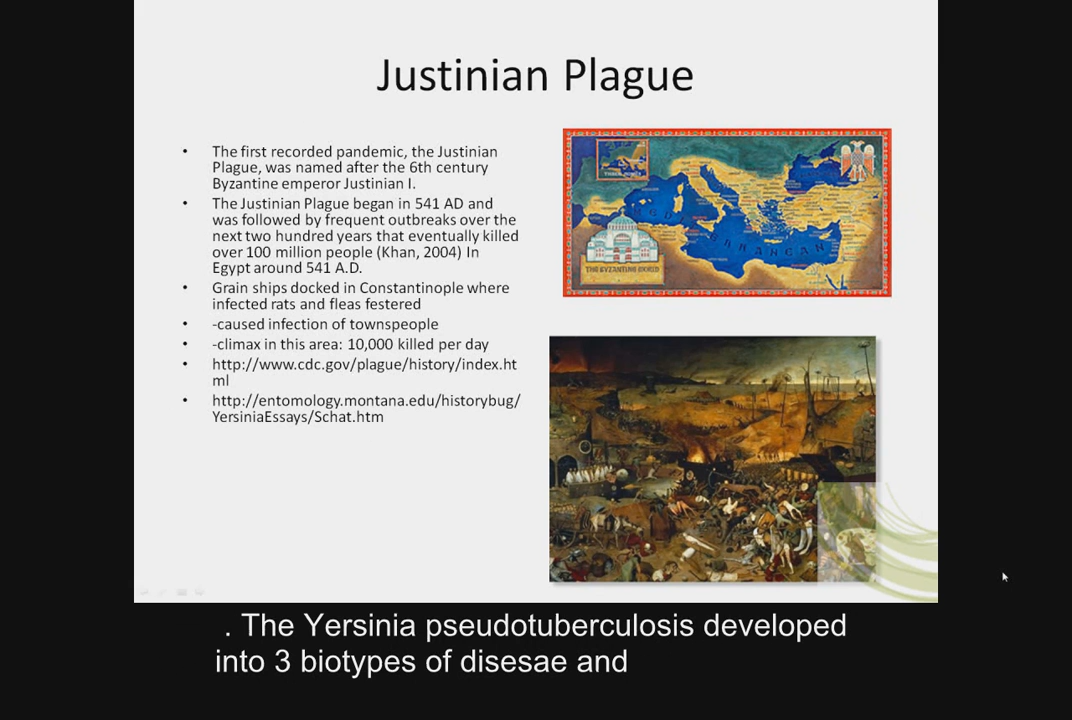 Justinian Plague
• The first recorded pandemic, the Justinian
Plague, was named after the 6th century
Byzantine emperor Justinian I.
• The Justinian Plague began in 541 AD and
was followed by frequent outbreaks over the
next two hundred years that eventually killed
over 100 million people (Khan, 2004) In
Egypt around 541 A.D.
• Grain ships docked in Constantinople where
infected rats and fleas festered
• -caused infection of townspeople
• -climax in this area: 10,000 killed per day
• http://www.cdc.gov/plague/history/index.ht
ml
• http://entomology.montana.edu/historybug/
YersiniaEssays/Schat.htm
THE BYZANTINE WORLD
. The Yersinia pseudotuberculosis developed
into 3 biotypes of disesae and